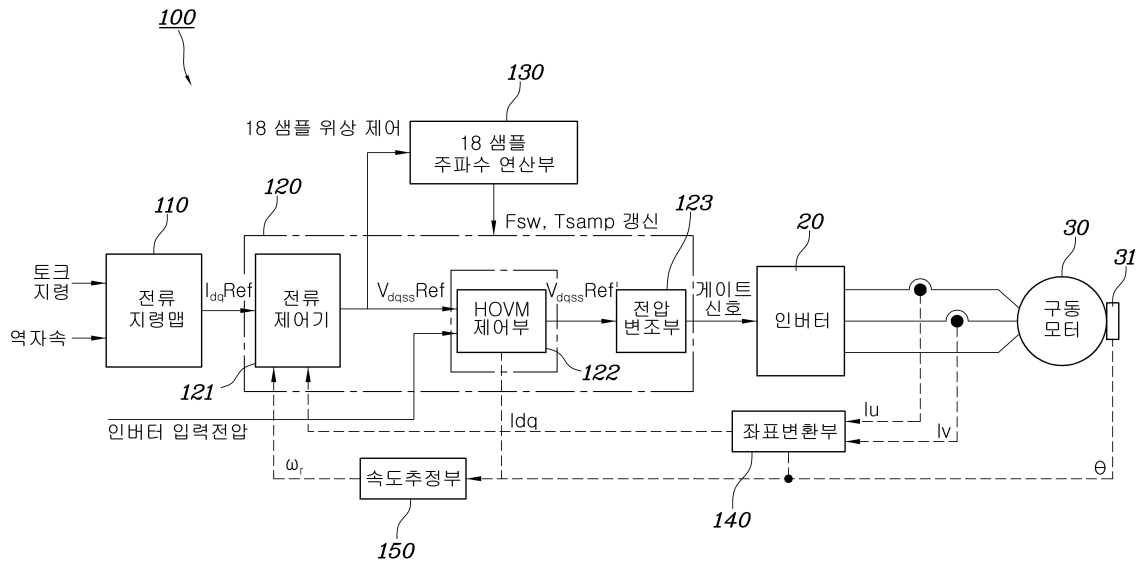 100
130
18 샘플 위상 제어
18 샘플
주파수 연산부
120
110
Fsw, Tsamp 갱신
123
20
30
31
토크
지령
역자속
전류
지령맵
IdqRef
전류
제어기
VdqssRef
HOVM
제어부
VdqssRef
전압
변조부
게이트
신호
인버터
구동
모터
121
122
인버터 입력전압
Idq
Iu
Iv
좌표변환부
ωr
속도추정부
θ
140
150